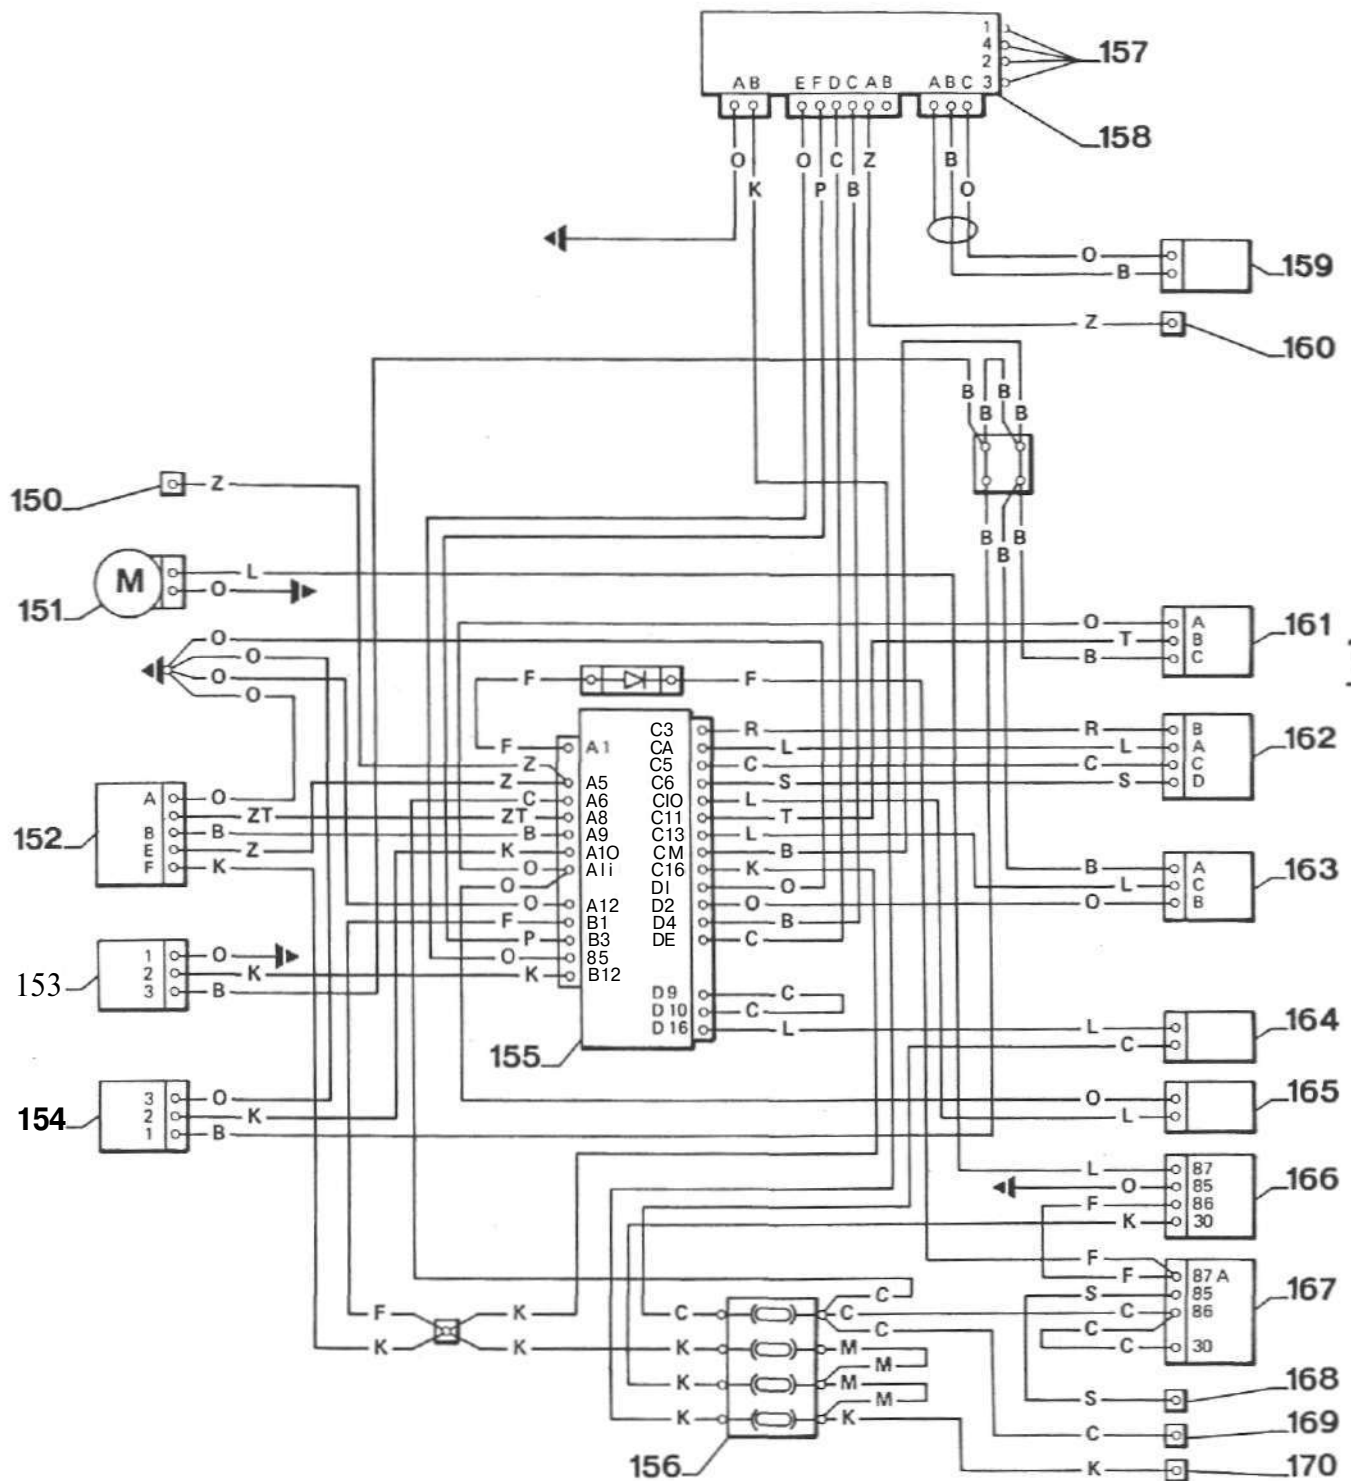 1
4
157
2
A B E F D C A B A B C 3
158
O O C Z B
K P B O
O
159
B
Z
160
B B
B B
150 Z
B B
B
M L
151 O
O A 161
O T B
O B C
O
O
F F
C3 R R B 162
F A1 CA L L A
Z C5 C C C
Z A5 C6 S S D
A O C A6 CIO L
ZT ZT A8 C11 T
152 B B B A9 C13 L
E Z K A10 CM B B A 163
F K O Ali C16 K L C
O DI O O B
O A12 D2 O
F B1 D4 B
P B3 DE C
1 O O 85
153 2 K K B12
3 B D9 C
D10 C
D16 L L 164
155 C
3 O O 165
154 2 K L
1 B
L 87 166
O 85
F 86
K 30
F
F 87 A
C S 85 167
F K C C C 86
C C
K K K M C 30
M
K M S 168
M
K K C 169
156 K 170